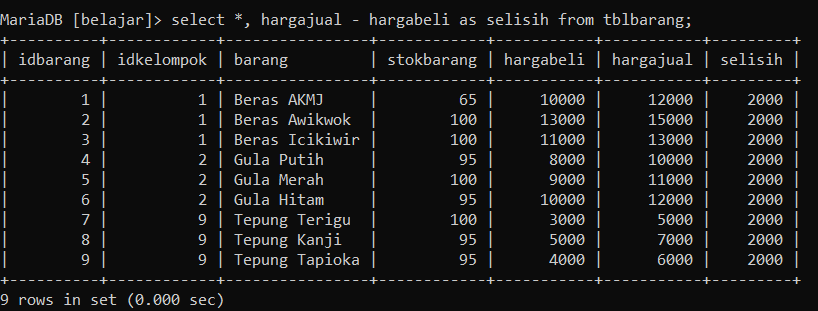 MariaDB [belajar]> select *, hargajual - hargabeli as selisih from tblbarang;
+----------+------------+----------------+------------+-----------+-----------+---------+
| idbarang | idkelompok | barang         | stokbarang | hargabeli | hargajual | selisih |
+----------+------------+----------------+------------+-----------+-----------+---------+
|        1 |          1 | Beras AKMJ     |         65 |     10000 |     12000 |    2000 |
|        2 |          1 | Beras Awikwok  |        100 |     13000 |     15000 |    2000 |
|        3 |          1 | Beras Icikiwir |        100 |     11000 |     13000 |    2000 |
|        4 |          2 | Gula Putih     |         95 |      8000 |     10000 |    2000 |
|        5 |          2 | Gula Merah     |        100 |      9000 |     11000 |    2000 |
|        6 |          2 | Gula Hitam     |         95 |     10000 |     12000 |    2000 |
|        7 |          9 | Tepung Terigu  |        100 |      3000 |      5000 |    2000 |
|        8 |          9 | Tepung Kanji   |         95 |      5000 |      7000 |    2000 |
|        9 |          9 | Tepung Tapioka |         95 |      4000 |      6000 |    2000 |
+----------+------------+----------------+------------+-----------+-----------+---------+
9 rows in set (0.000 sec)